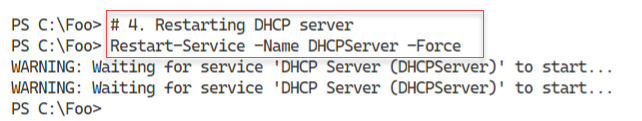 PS C:\Foo> # 4. Restarting DHCP server
PS C:\Foo> Restart-Service -Name DHCPServer -Force
WARNING: Waiting for service 'DHCP Server (DHCPServer)' to start...
WARNING: Waiting for service 'DHCP Server (DHCPServer)' to start...
PS C:\Foo>